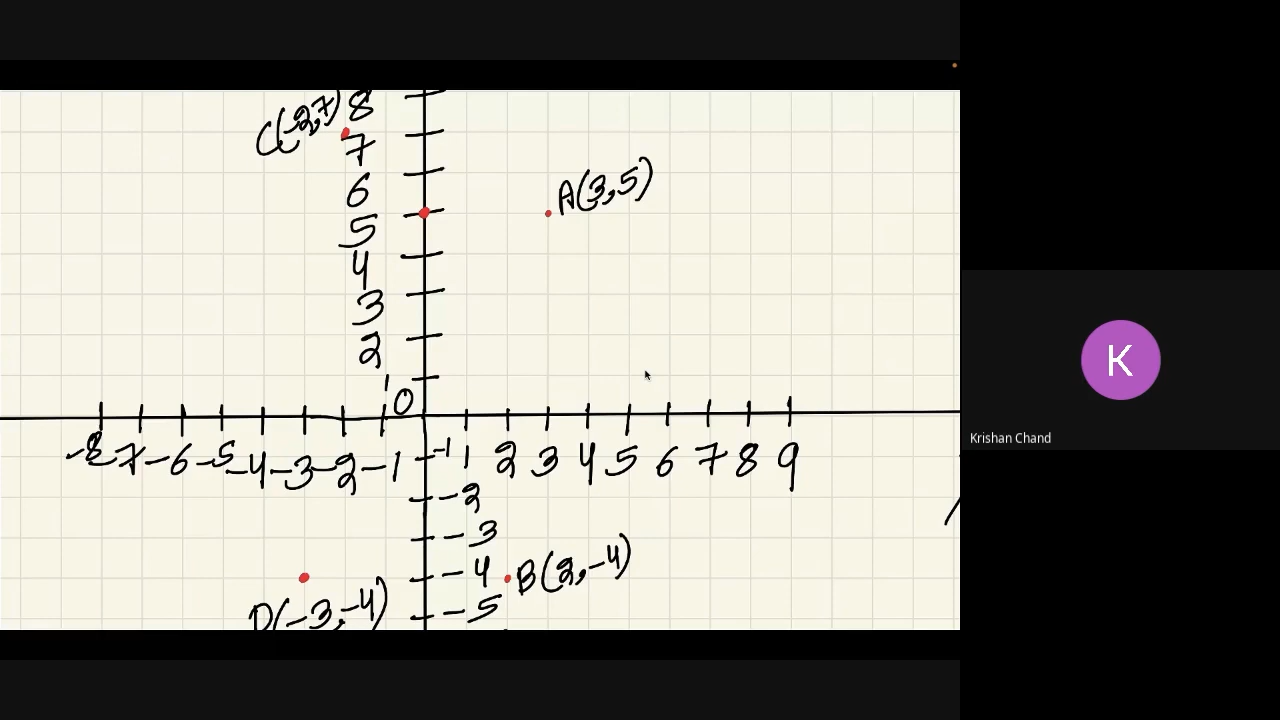 C(-2,7) 8
7
6 A(3,5)
5
4
3
2
1
0
-8 -7 -6 -5 -4 -3 -2 -1 -1 1 2 3 4 5 6 7 8 9
-2
-3
-4 B(2,-4)
D(-3,-4) -5
K
Krishan Chand